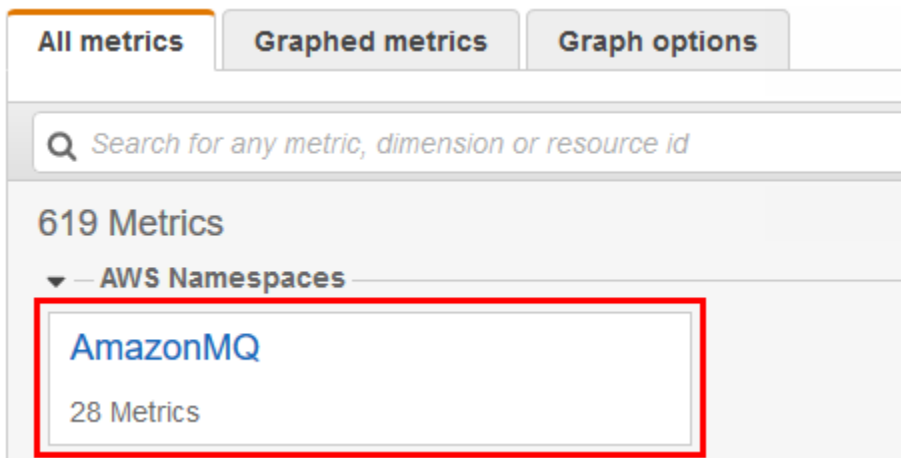 All metrics Graphed metrics Graph options
Search for any metric, dimension or resource id
619 Metrics
AWS Namespaces
AmazonMQ
28 Metrics